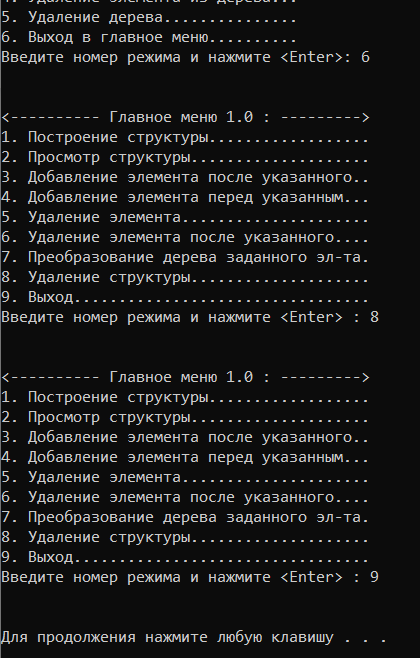 4. Удаление элемента из дерева...
5. Удаление дерева...............
6. Выход в главное меню..........
Введите номер режима и нажмите <Enter>: 6
<---------- Главное меню 1.0 : --------->
1. Построение структуры..................
2. Просмотр структуры....................
3. Добавление элемента после указанного..
4. Добавление элемента перед указанным...
5. Удаление элемента.....................
6. Удаление элемента после указанного....
7. Преобразование дерева заданного эл-та.
8. Удаление структуры....................
9. Выход.................................
Введите номер режима и нажмите <Enter> : 8
<---------- Главное меню 1.0 : --------->
1. Построение структуры..................
2. Просмотр структуры....................
3. Добавление элемента после указанного..
4. Добавление элемента перед указанным...
5. Удаление элемента.....................
6. Удаление элемента после указанного....
7. Преобразование дерева заданного эл-та.
8. Удаление структуры....................
9. Выход.................................
Введите номер режима и нажмите <Enter> : 9
Для продолжения нажмите любую клавишу . . .